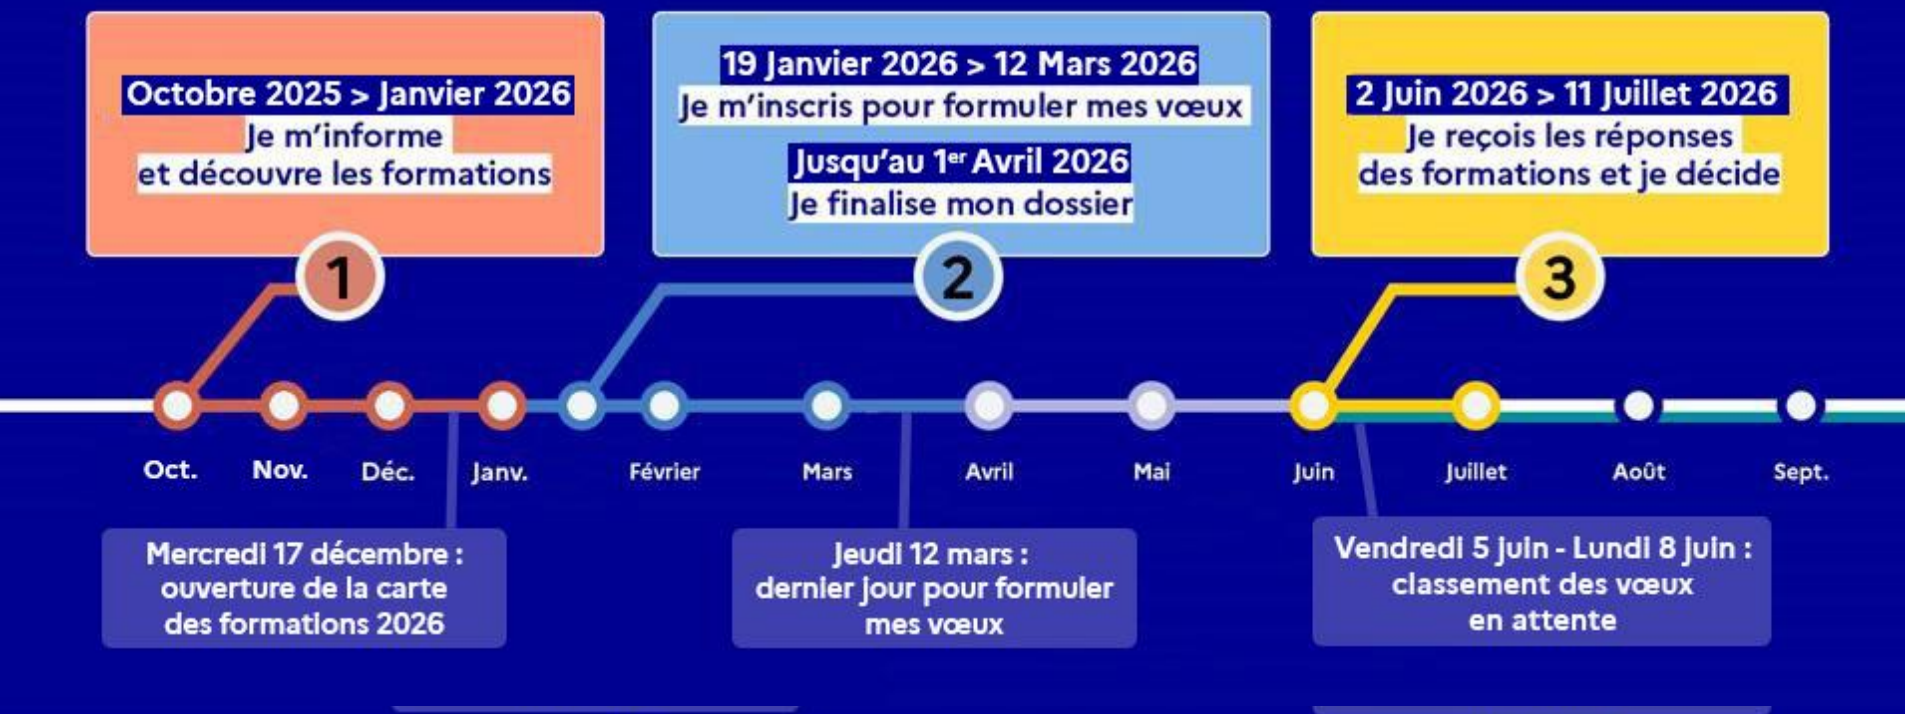 Octobre 2025 > Janvier 2026
Je m'informe
et découvre les formations
1
19 Janvier 2026 > 12 Mars 2026
Je m'inscris pour formuler mes vœux
Jusqu'au 1er Avril 2026
Je finalise mon dossier
2
2 Juin 2026 > 11 Juillet 2026
Je reçois les réponses
des formations et je décide
3
Oct. Nov. Déc. Janv. Février Mars Avril Mai Juin Juillet Août Sept.
Mercredi 17 décembre :
ouverture de la carte
des formations 2026
Jeudi 12 mars :
dernier jour pour formuler
mes vœux
Vendredi 5 juin - Lundi 8 juin :
classement des vœux
en attente